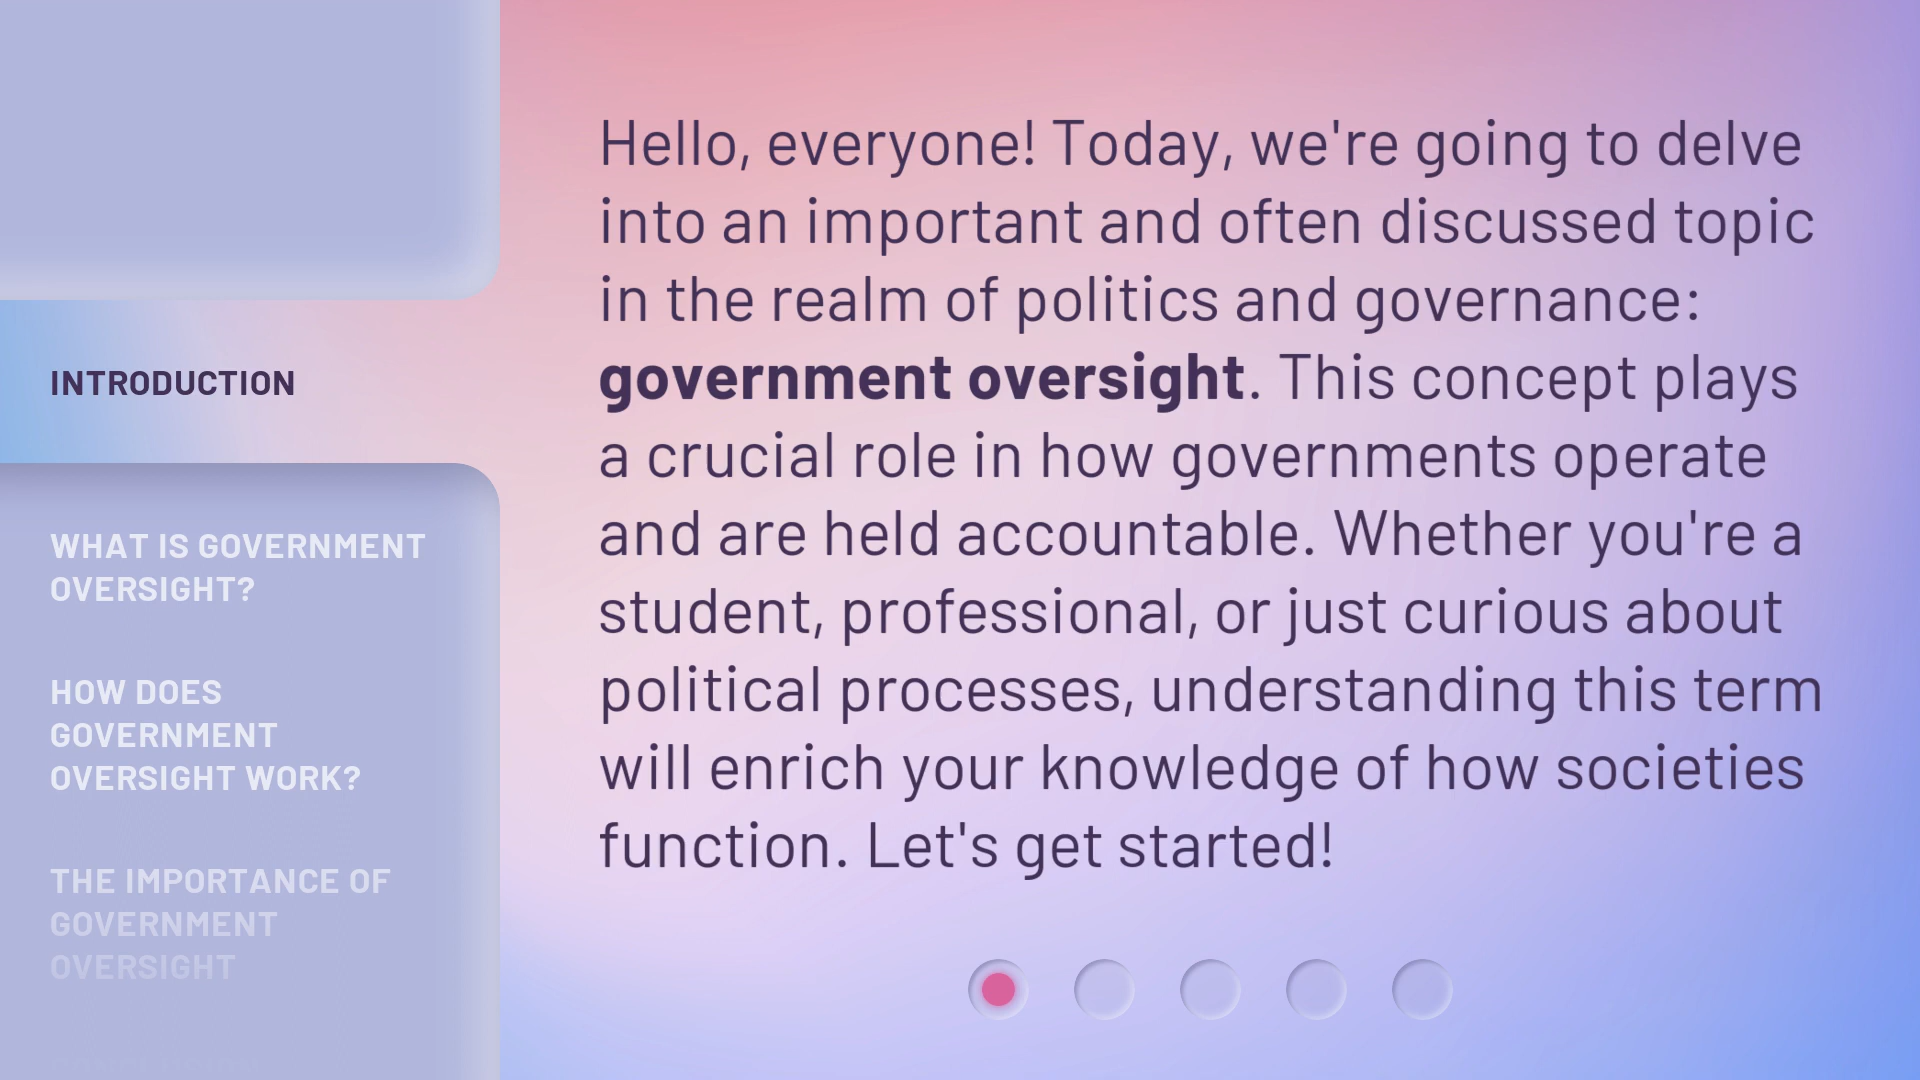 INTRODUCTION
WHAT IS GOVERNMENT
OVERSIGHT?
HOW DOES
GOVERNMENT
OVERSIGHT WORK?
THE IMPORTANCE OF
GOVERNMENT
OVERSIGHT
Hello, everyone! Today, we're going to delve
into an important and often discussed topic
in the realm of politics and governance:
government oversight. This concept plays
a crucial role in how governments operate
and are held accountable. Whether you're a
student, professional, or just curious about
political processes, understanding this term
will enrich your knowledge of how societies
function. Let's get started!